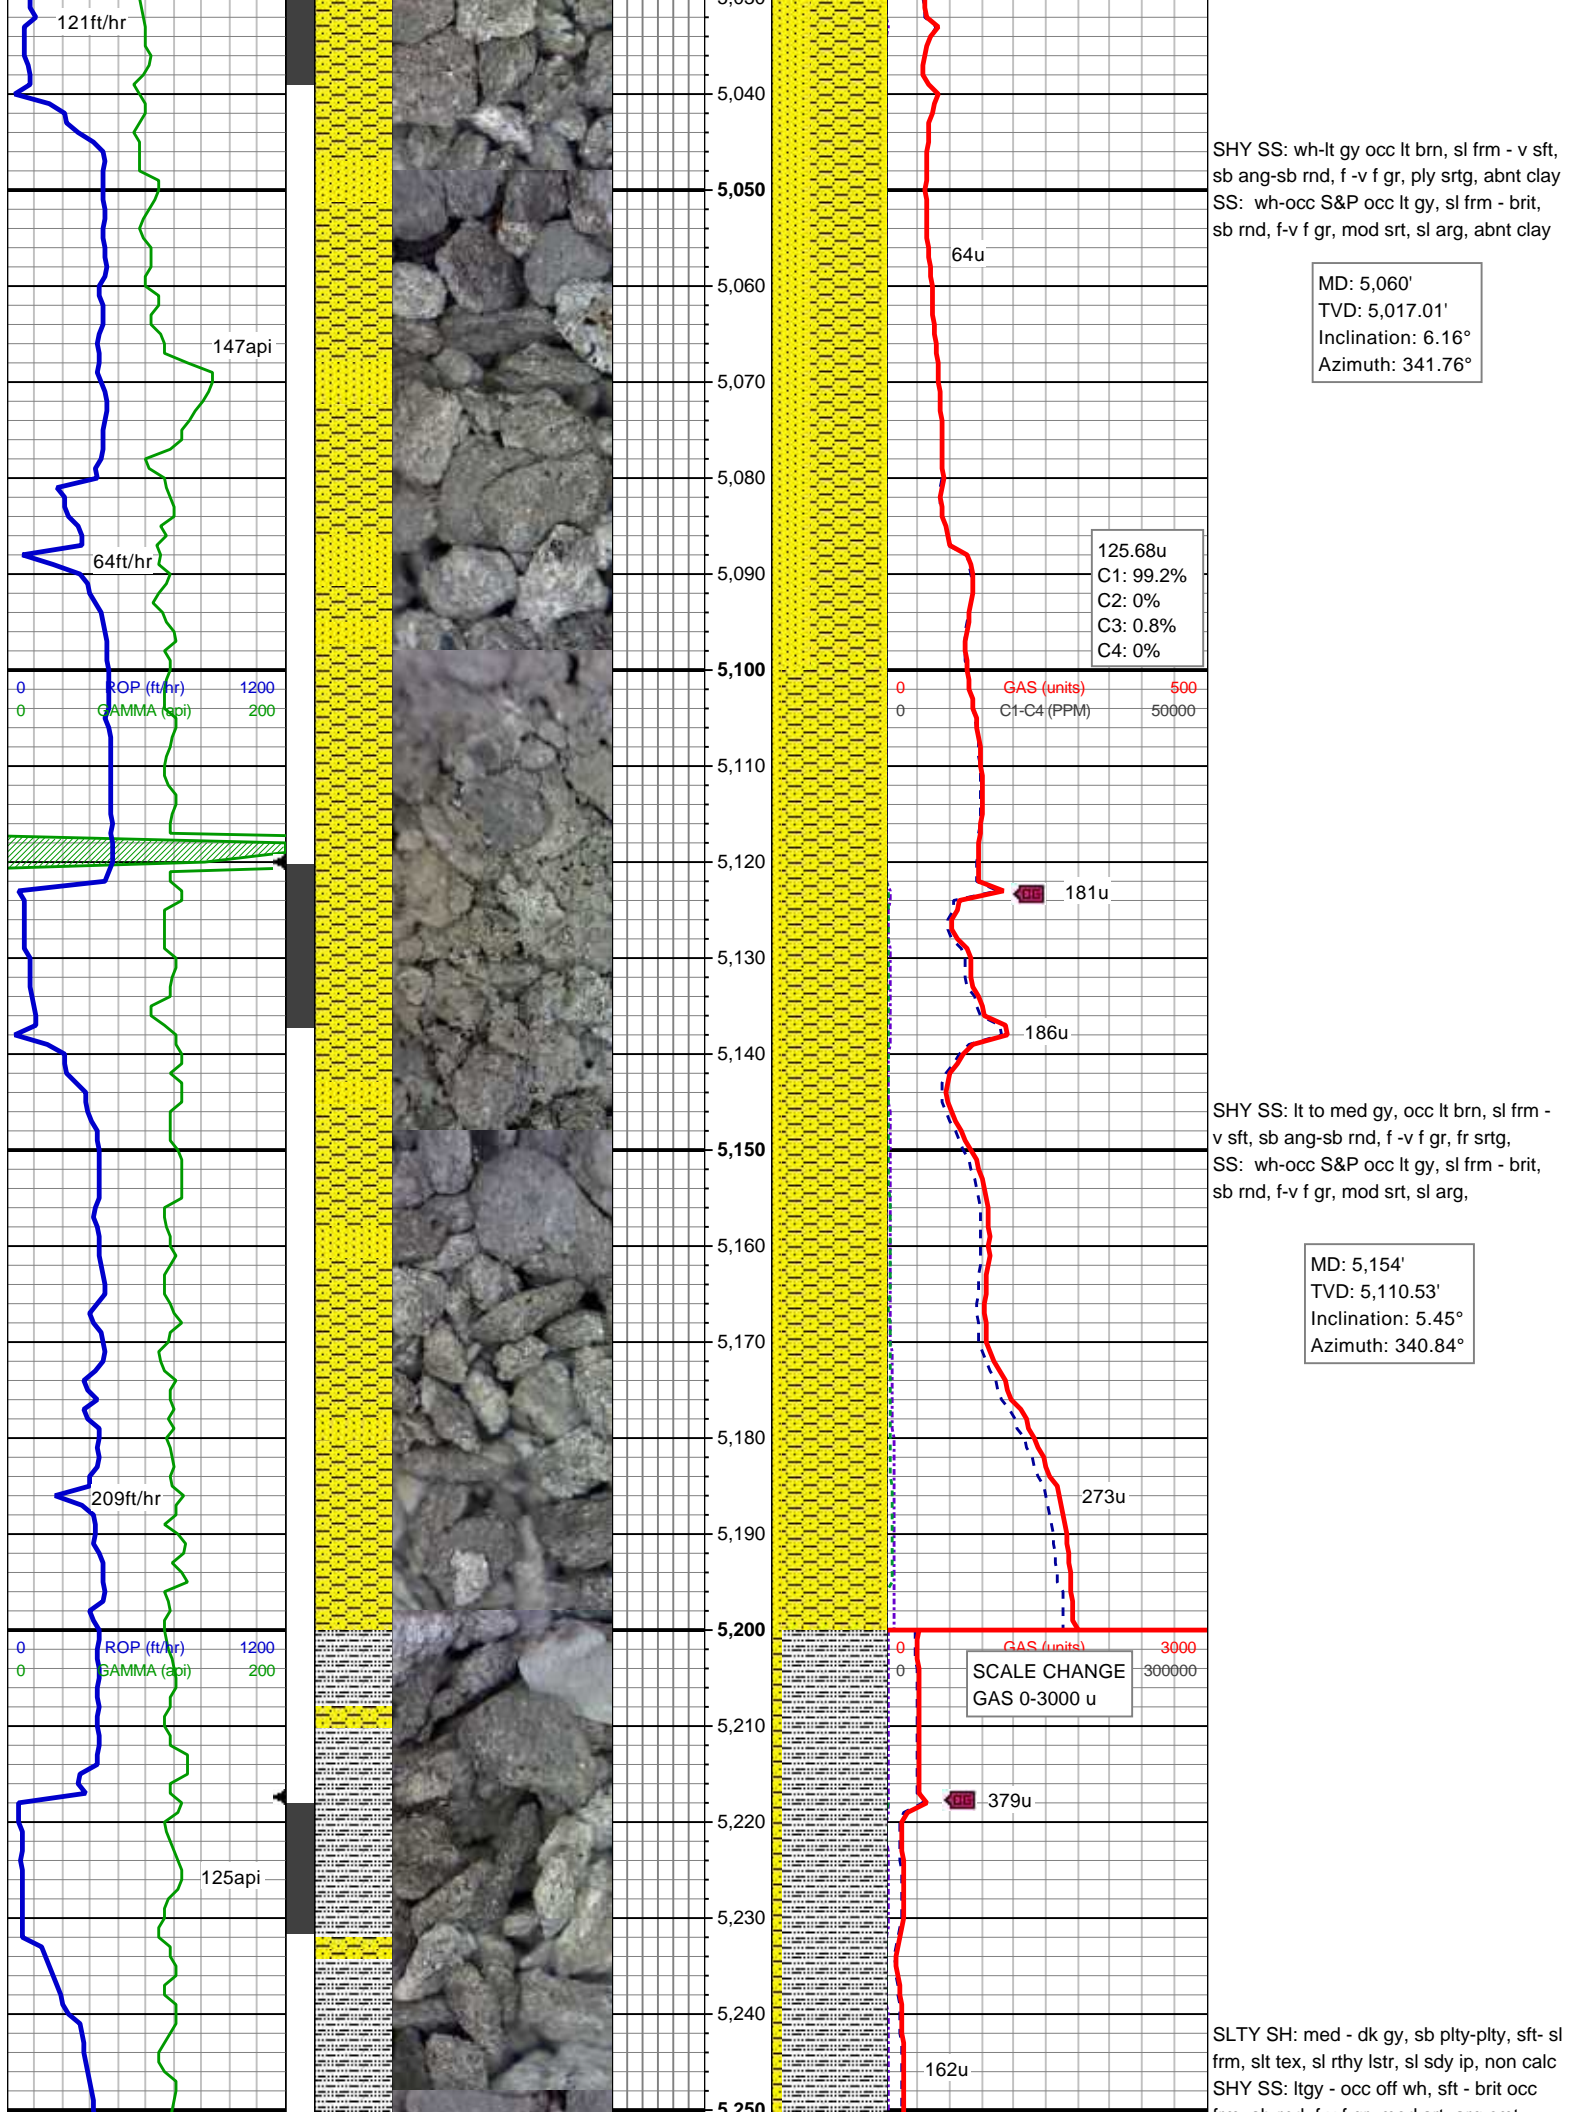 121ft/hr
5,040
SHY SS: wh-lt gy occ lt brn, sl frm - v sft,
sb ang-sb rnd, f -v f gr, ply srtg, abnt clay
SS:  wh-occ S&P occ lt gy, sl frm - brit,
sb rnd, f-v f gr, mod srt, sl arg, abnt clay
5,050
64u
MD: 5,060'
TVD: 5,017.01'
Inclination: 6.16°
Azimuth: 341.76°
5,060
147api
5,070
5,080
64ft/hr
5,090
125.68u
C1: 99.2%
C2: 0%
C3: 0.8%
C4: 0%
5,100
0 ROP (ft/hr) 1200
0 GAMMA (api) 200
0 GAS (units) 500
0 C1-C4 (PPM) 50000
5,110
5,120
DG 181u
5,130
186u
5,140
SHY SS: lt to med gy, occ lt brn, sl frm -
v sft, sb ang-sb rnd, f -v f gr, fr srtg,
SS:  wh-occ S&P occ lt gy, sl frm - brit,
sb rnd, f-v f gr, mod srt, sl arg,
5,150
5,160
MD: 5,154'
TVD: 5,110.53'
Inclination: 5.45°
Azimuth: 340.84°
5,170
5,180
209ft/hr
273u
5,190
5,200
0 ROP (ft/hr) 1200
0 GAMMA (api) 200
0 GAS (units) 3000
0 300000
SCALE CHANGE
GAS 0-3000 u
5,210
DG 379u
5,220
125api
5,230
5,240
162u
SLTY SH: med - dk gy, sb plty-plty, sft- sl
frm, slt tex, sl rthy lstr, sl sdy ip, non calc
SHY SS: ltgy - occ off wh, sft - brit occ
5,250